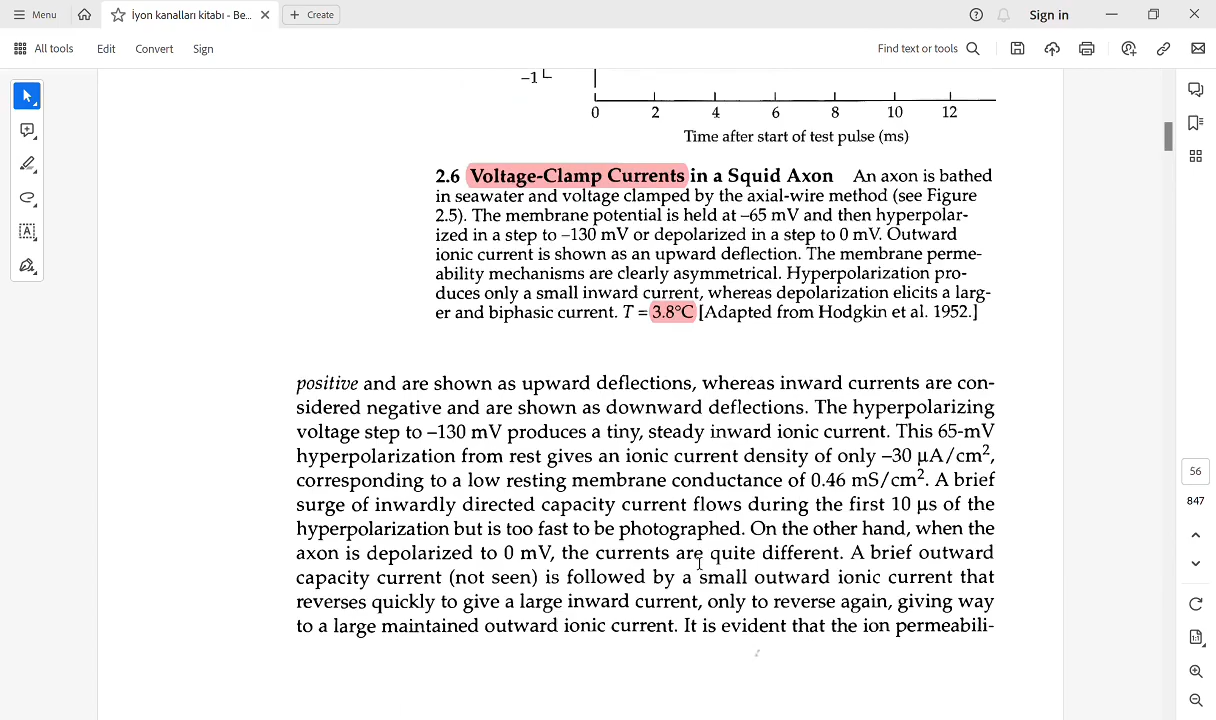 Menu
İyon kanalları kitabı - Be...
Create
Sign in
All tools
Edit
Convert
Sign
Find text or tools
–1
0 2 4 6 8 10 12
Time after start of test pulse (ms)
2.6 Voltage-Clamp Currents in a Squid Axon An axon is bathed
in seawater and voltage clamped by the axial-wire method (see Figure
2.5). The membrane potential is held at –65 mV and then hyperpolar-
ized in a step to –130 mV or depolarized in a step to 0 mV. Outward
ionic current is shown as an upward deflection. The membrane perme-
ability mechanisms are clearly asymmetrical. Hyperpolarization pro-
duces only a small inward current, whereas depolarization elicits a larg-
er and biphasic current. T = 3.8°C [Adapted from Hodgkin et al. 1952.]
positive and are shown as upward deflections, whereas inward currents are con-
sidered negative and are shown as downward deflections. The hyperpolarizing
voltage step to –130 mV produces a tiny, steady inward ionic current. This 65-mV
hyperpolarization from rest gives an ionic current density of only –30 µA/cm², 
corresponding to a low resting membrane conductance of 0.46 mS/cm². A brief
surge of inwardly directed capacity current flows during the first 10 µs of the
hyperpolarization but is too fast to be photographed. On the other hand, when the
axon is depolarized to 0 mV, the currents are quite different. A brief outward
capacity current (not seen) is followed by a small outward ionic current that
reverses quickly to give a large inward current, only to reverse again, giving way
to a large maintained outward ionic current. It is evident that the ion permeabili-
56
847
1:1